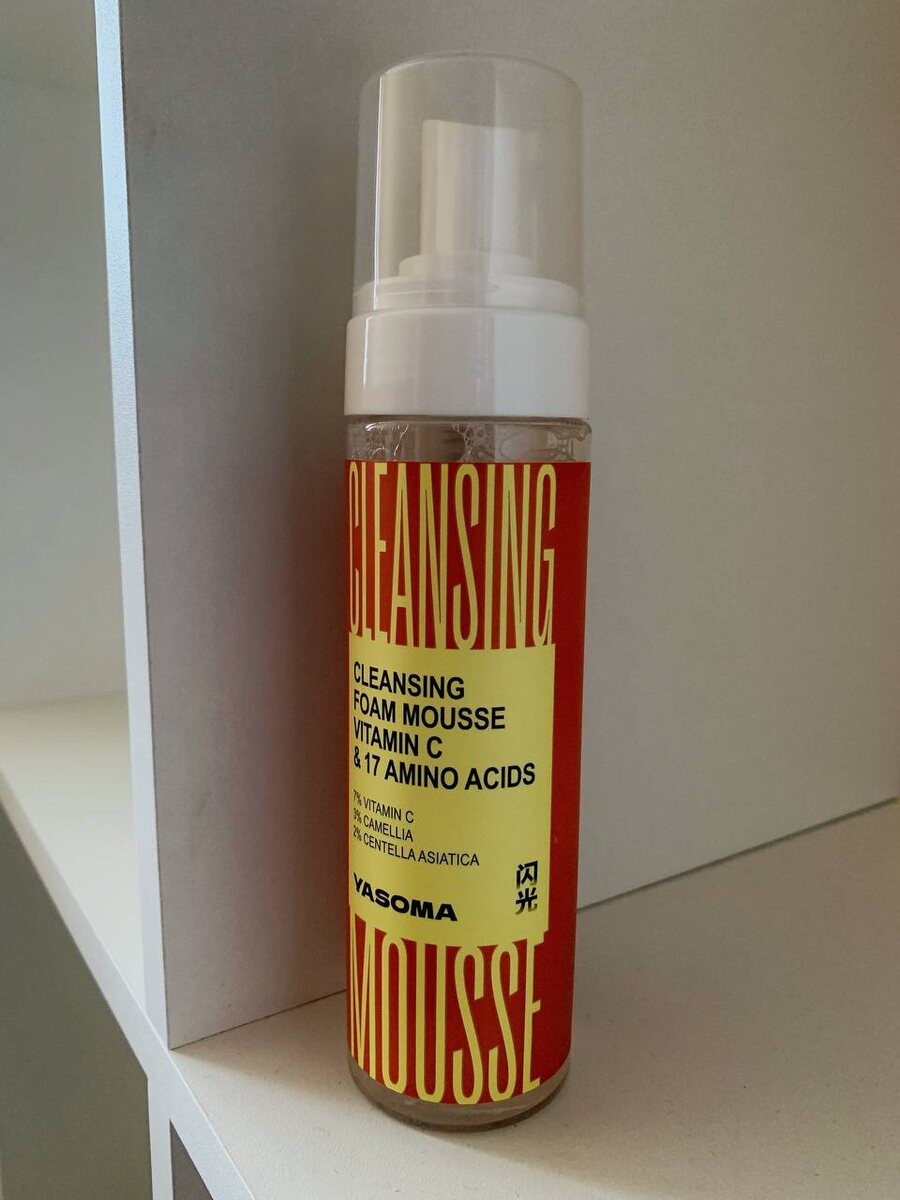 CLEANSING
CLEANSING
FOAM MOUSSE
VITAMIN C
& 17 AMINO ACIDS
7% VITAMIN C
3% CAMELLIA
2% CENTELLA ASIATICA
YASOMA
闪
光
MOUSSE